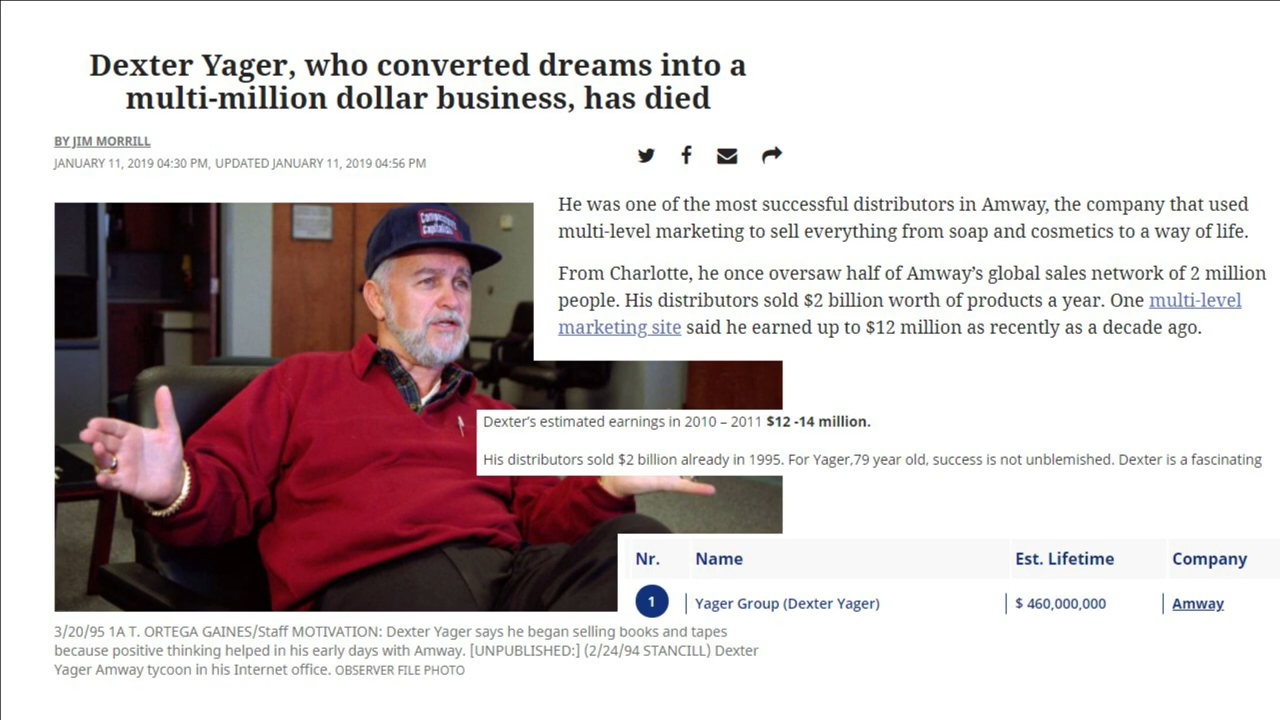 Dexter Yager, who converted dreams into a
multi-million dollar business, has died
BY JIM MORRILL
JANUARY 11, 2019 04:30 PM, UPDATED JANUARY 11, 2019 04:56 PM
He was one of the most successful distributors in Amway, the company that used
multi-level marketing to sell everything from soap and cosmetics to a way of life.
From Charlotte, he once oversaw half of Amway’s global sales network of 2 million
people. His distributors sold $2 billion worth of products a year. One multi-level
marketing site said he earned up to $12 million as recently as a decade ago.
Dexter’s estimated earnings in 2010 – 2011 $12 -14 million.
His distributors sold $2 billion already in 1995. For Yager,79 year old, success is not unblemished. Dexter is a fascinating
Nr. Name Est. Lifetime Company
1 Yager Group (Dexter Yager) $ 460,000,000 Amway
3/20/95 1A T. ORTEGA GAINES/Staff MOTIVATION: Dexter Yager says he began selling books and tapes
because positive thinking helped in his early days with Amway. [UNPUBLISHED:] (2/24/94 STANCILL) Dexter
Yager Amway tycoon in his Internet office. OBSERVER FILE PHOTO